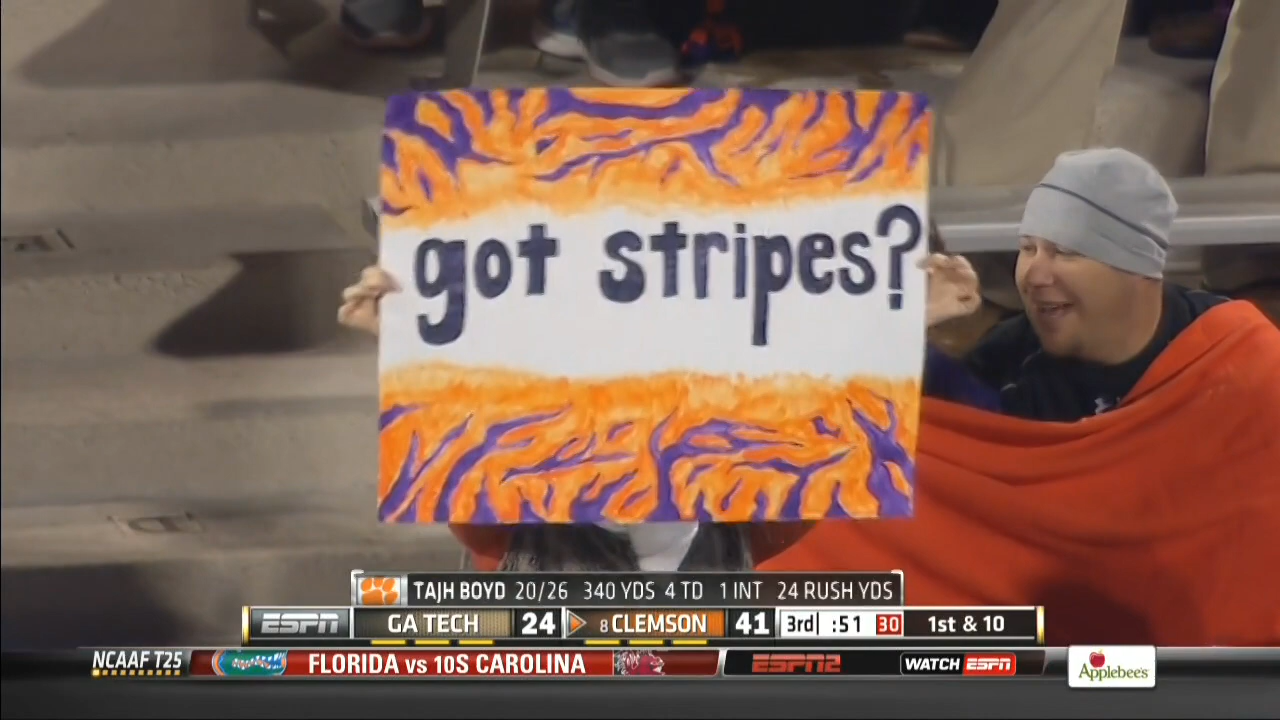 got stripes?
TAJH BOYD 20/26 340 YDS 4 TD 1 INT 24 RUSH YDS
ESPN GA TECH 24 8 CLEMSON 41 3rd :51 30 1st & 10
NCAAF T25 FLORIDA vs 10 S CAROLINA ESPN2 WATCH ESPN Applebee's